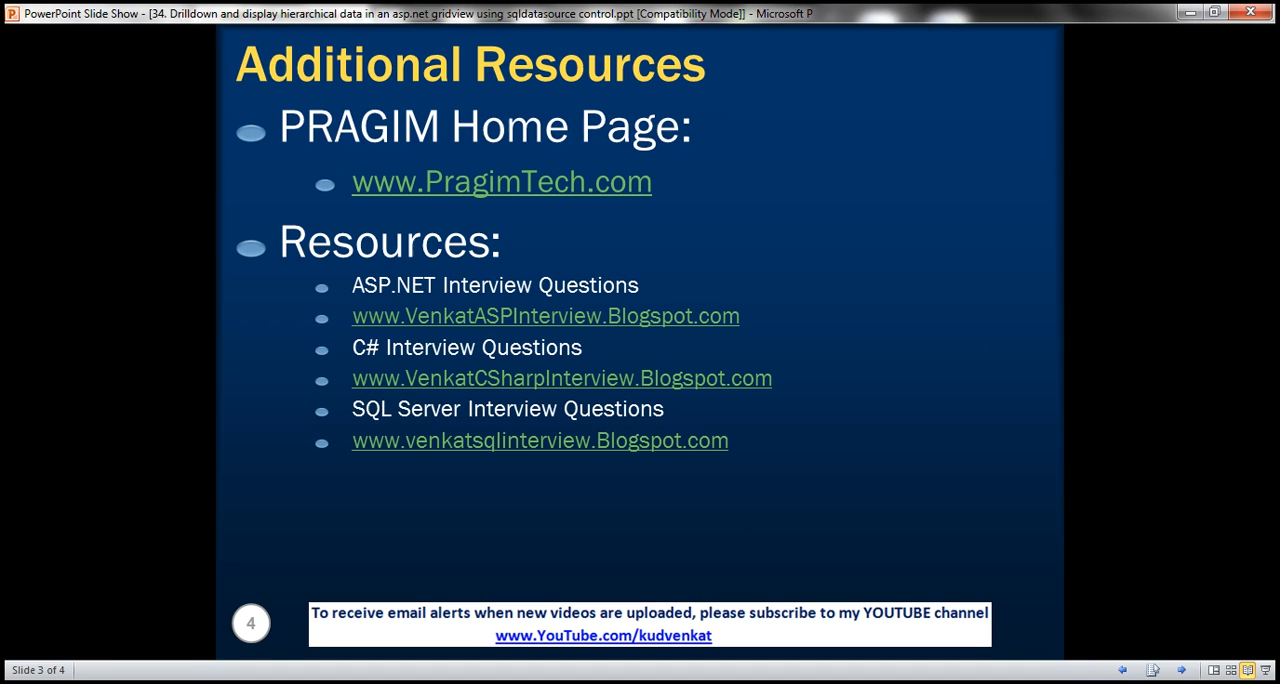 PowerPoint Slide Show - [34. Drilldown and display hierarchical data in an asp.net gridview using sqldatasource control.ppt [Compatibility Mode]] - Microsoft P
Additional Resources
PRAGIM Home Page:
www.PragimTech.com
Resources:
ASP.NET Interview Questions
www.VenkatASPInterview.Blogspot.com
C# Interview Questions
www.VenkatCSharpInterview.Blogspot.com
SQL Server Interview Questions
www.venkatsqlinterview.Blogspot.com
4
To receive email alerts when new videos are uploaded, please subscribe to my YOUTUBE channel
www.YouTube.com/kudvenkat
Slide 3 of 4